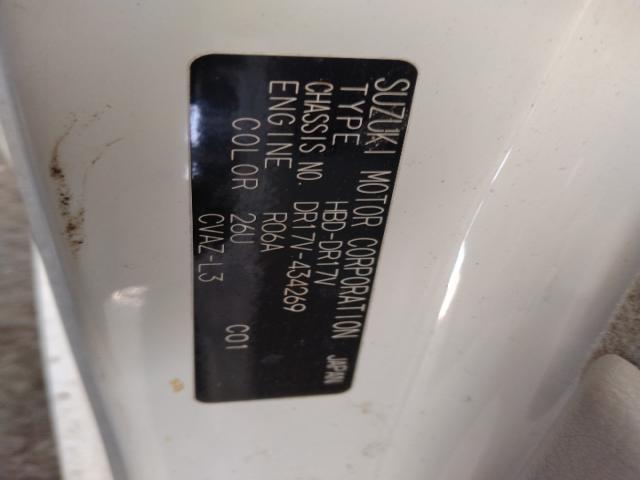 SUZUKI MOTOR CORPORATION JAPAN
TYPE HBD-DR17V
CHASSIS NO. DR17V-434269
ENGINE R06A
COLOR 26U C01
CVAZ-L3